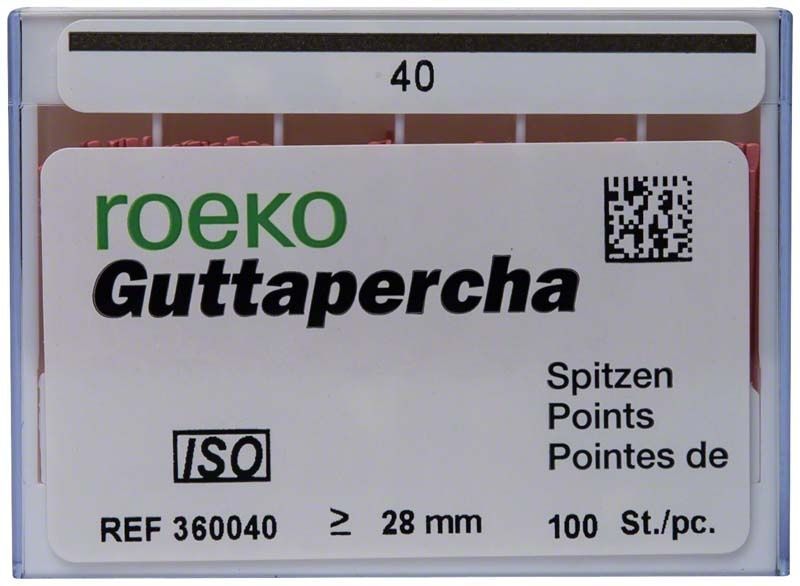 40
roeko
Guttapercha
Spitzen
Points
Pointes de
ISO
REF 360040 ≥ 28 mm 100 St./pc.